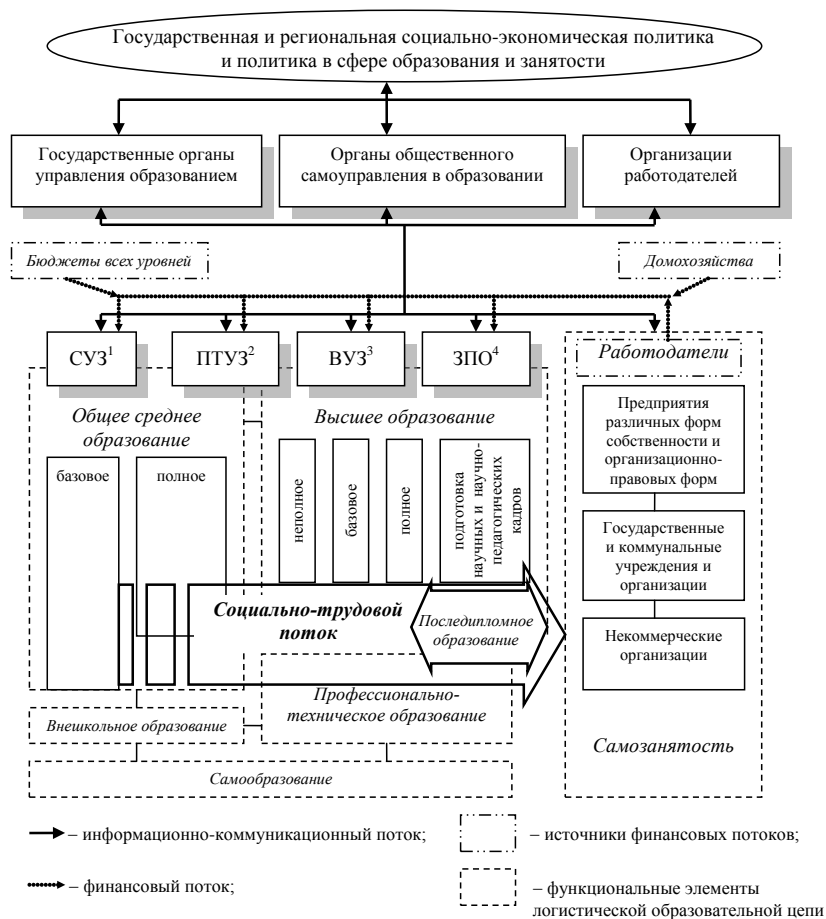 Государственная и региональная социально-экономическая политика
и политика в сфере образования и занятости
Государственные органы
управления образованием
Органы общественного
самоуправления в образовании
Организации
работодателей
Бюджеты всех уровней
Домохозяйства
СУЗ¹
ПТУЗ²
ВУЗ³
ЗПО⁴
Работодатели
Общее среднее
образование
Высшее образование
базовое
полное
неполное
базовое
полное
подготовка
научных и научно-
педагогических
кадров
Предприятия
различных форм
собственности и
организационно-
правовых форм
Государственные
и коммунальные
учреждения и
организации
Некоммерческие
организации
Социально-трудовой
поток
Последипломное
образование
Профессионально-
техническое образование
Внешкольное образование
Самообразование
Самозанятость
– информационно-коммуникационный поток;
– источники финансовых потоков;
– финансовый поток;
– функциональные элементы
логистической образовательной цепи